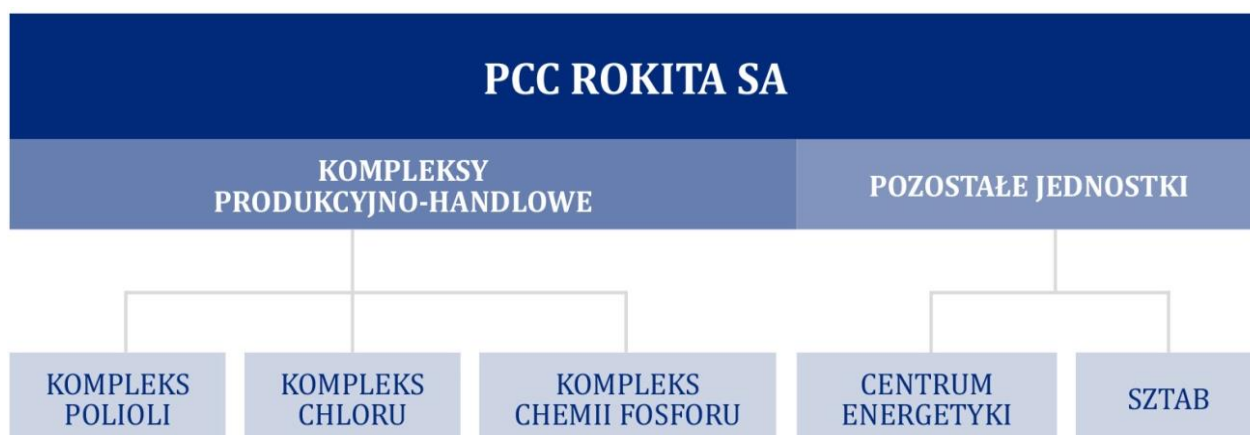 PCC ROKITA SA
KOMPLEKSY
PRODUKCYJNO-HANDLOWE
POZOSTAŁE JEDNOSTKI
KOMPLEKS
POLIOLI
KOMPLEKS
CHLORU
KOMPLEKS
CHEMII FOSFORU
CENTRUM
ENERGETYKI
SZTAB